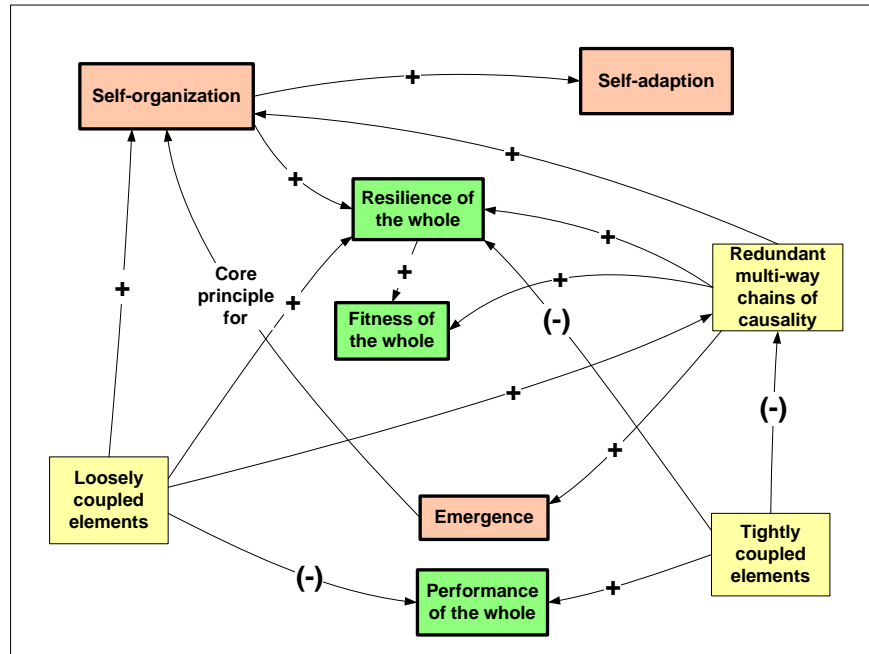 +
Self-organization
Self-adaption
+
+
Resilience of
the whole
+
Redundant
multi-way
chains of
causality
Core
principle
for
+
+
+
+
Fitness of
the whole
(-)
+
(-)
+
Loosely
coupled
elements
Emergence
Tightly
coupled
elements
(-)
Performance
of the whole
+